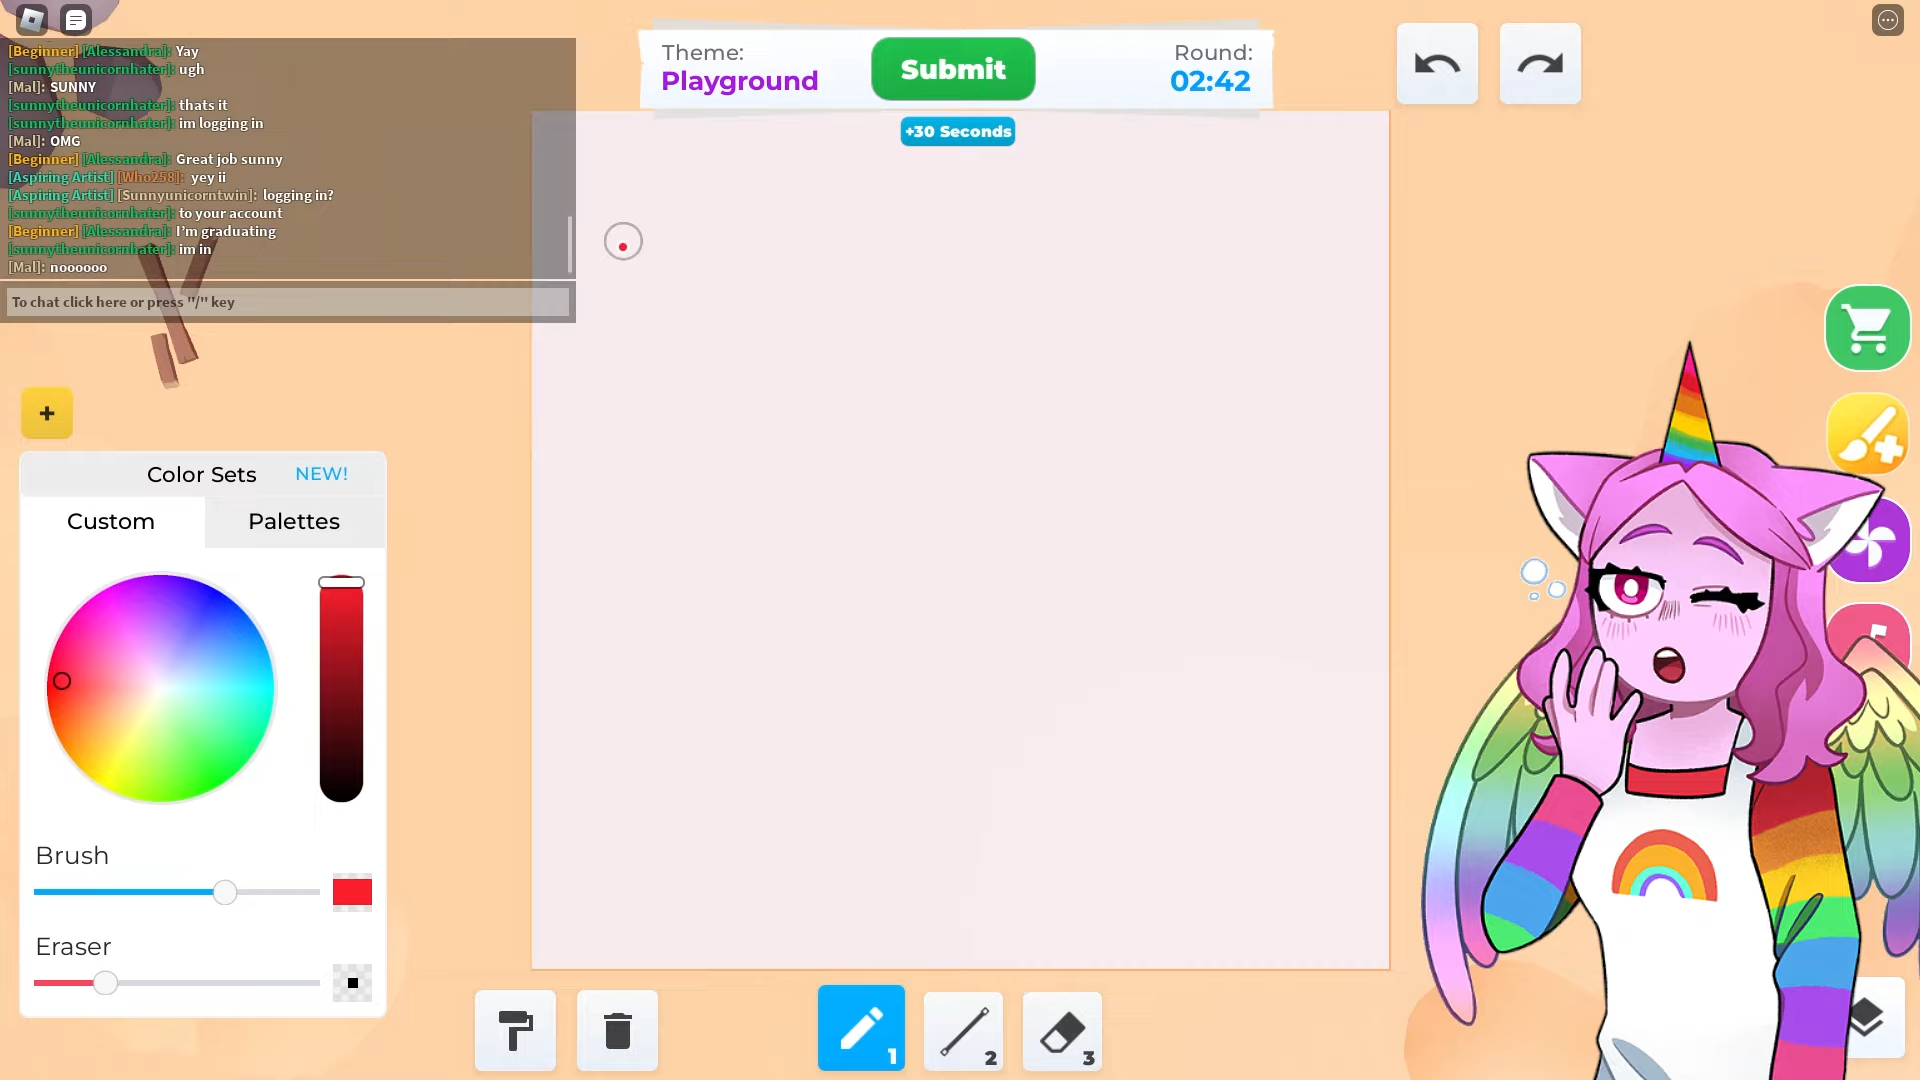 [Beginner] [Alessandra]: Yay
[sunnytheunicornhater]: ugh
[Mal]: SUNNY
[sunnytheunicornhater]: thats it
[sunnytheunicornhater]: im logging in
[Mal]: OMG
[Beginner] [Alessandra]: Great job sunny
[Aspiring Artist] [Who258]: yey ii
[Aspiring Artist] [Sunnyunicorntwin]: logging in?
[sunnytheunicornhater]: to your account
[Beginner] [Alessandra]: I'm graduating
[sunnytheunicornhater]: im in
[Mal]: noooooo
To chat click here or press "/" key
Theme:
Playground
Submit
Round:
02:42
+30 Seconds
+
Color Sets NEW!
Custom Palettes
Brush
Eraser
1
2
3